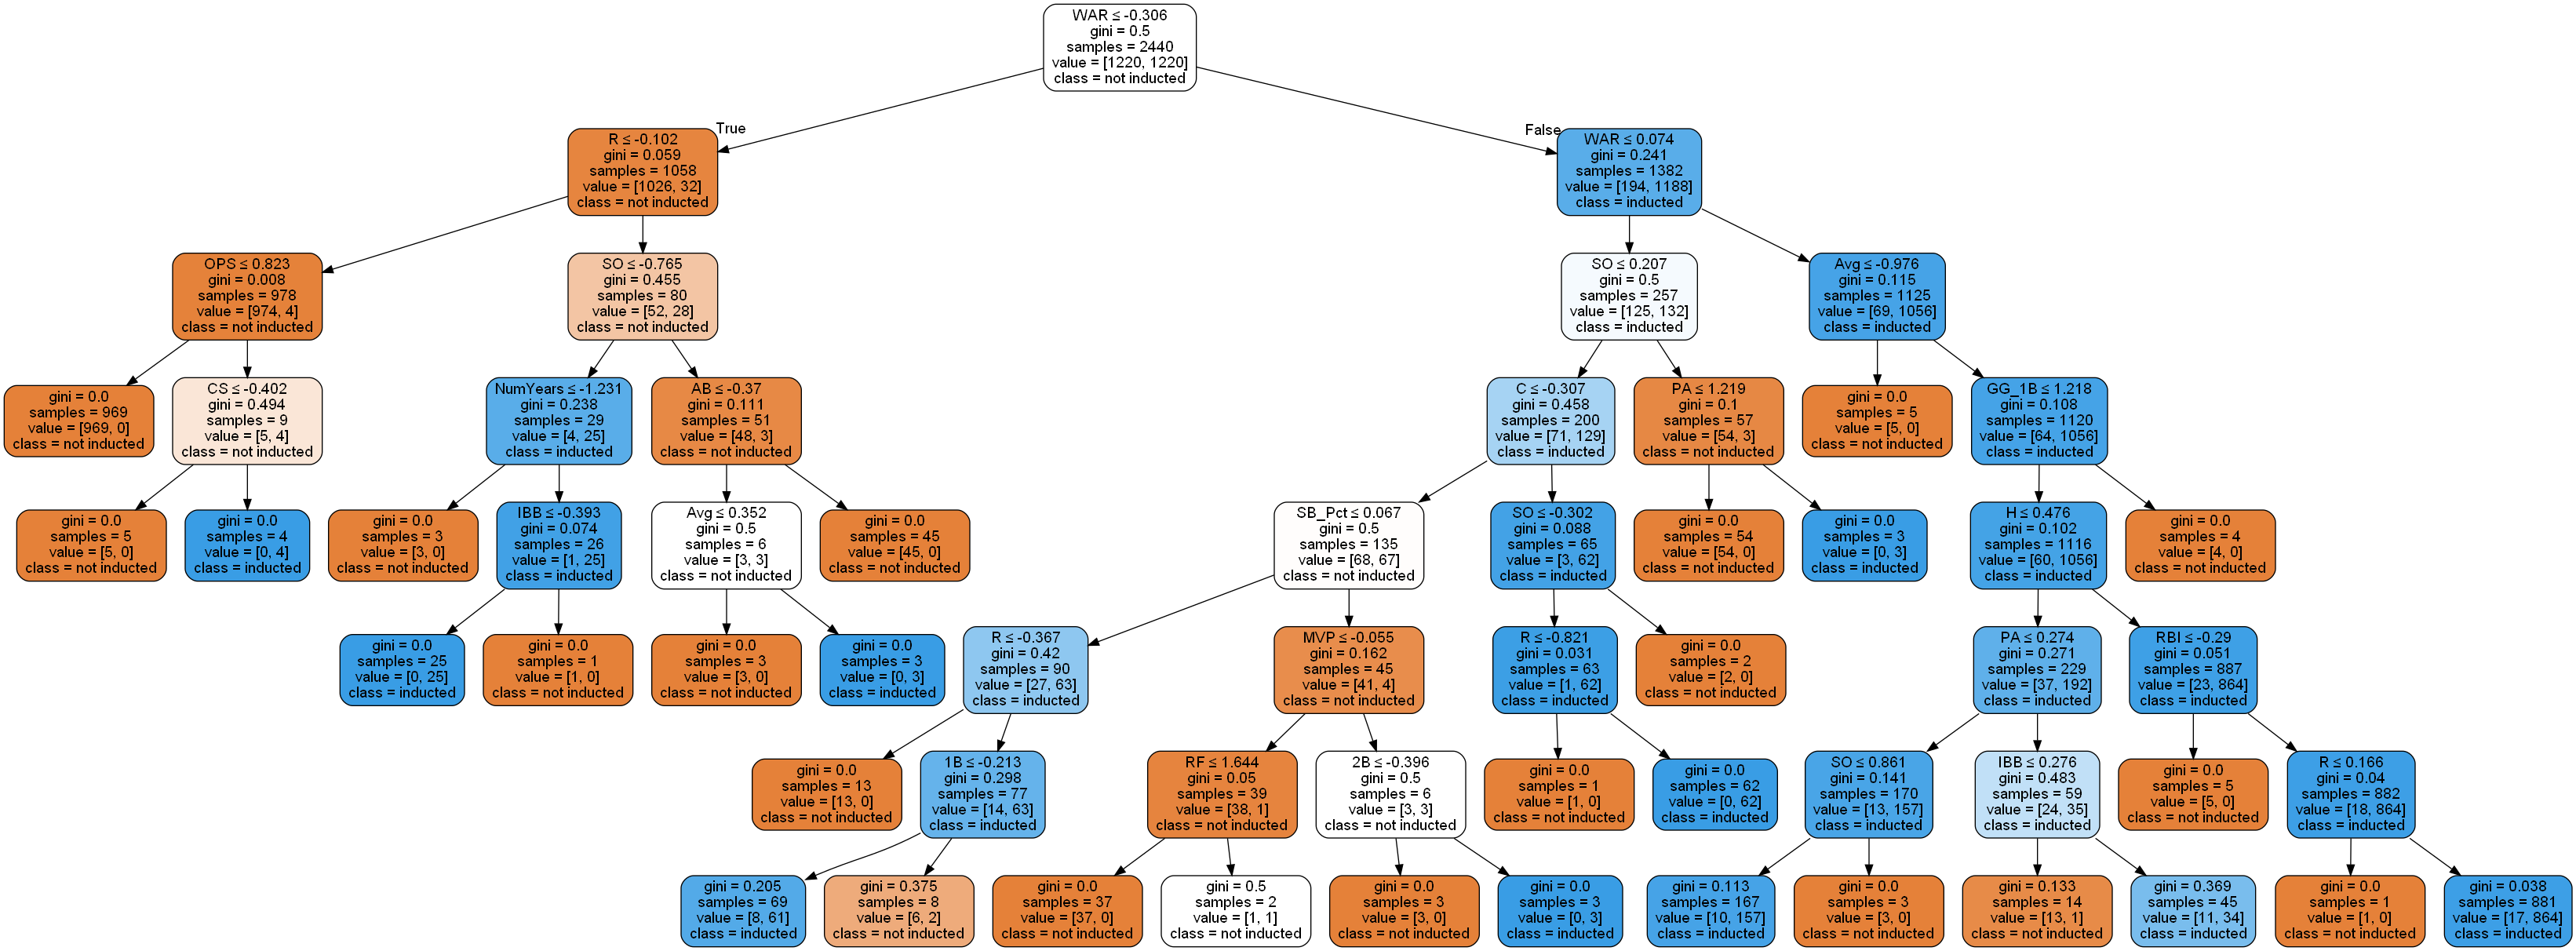 WAR ≤ -0.306
gini = 0.5
samples = 2440
value = [1220, 1220]
class = not inducted
True
False
R ≤ -0.102
gini = 0.059
samples = 1058
value = [1026, 32]
class = not inducted
WAR ≤ 0.074
gini = 0.241
samples = 1382
value = [194, 1188]
class = inducted
OPS ≤ 0.823
gini = 0.008
samples = 978
value = [974, 4]
class = not inducted
SO ≤ -0.765
gini = 0.455
samples = 80
value = [52, 28]
class = not inducted
SO ≤ 0.207
gini = 0.5
samples = 257
value = [125, 132]
class = inducted
Avg ≤ -0.976
gini = 0.115
samples = 1125
value = [69, 1056]
class = inducted
gini = 0.0
samples = 969
value = [969, 0]
class = not inducted
CS ≤ -0.402
gini = 0.494
samples = 9
value = [5, 4]
class = not inducted
NumYears ≤ -1.231
gini = 0.238
samples = 29
value = [4, 25]
class = inducted
AB ≤ -0.37
gini = 0.111
samples = 51
value = [48, 3]
class = not inducted
C ≤ -0.307
gini = 0.458
samples = 200
value = [71, 129]
class = inducted
PA ≤ 1.219
gini = 0.1
samples = 57
value = [54, 3]
class = not inducted
gini = 0.0
samples = 5
value = [5, 0]
class = not inducted
GG_1B ≤ 1.218
gini = 0.108
samples = 1120
value = [64, 1056]
class = inducted
gini = 0.0
samples = 5
value = [5, 0]
class = not inducted
gini = 0.0
samples = 4
value = [0, 4]
class = inducted
gini = 0.0
samples = 3
value = [3, 0]
class = not inducted
IBB ≤ -0.393
gini = 0.074
samples = 26
value = [1, 25]
class = inducted
Avg ≤ 0.352
gini = 0.5
samples = 6
value = [3, 3]
class = not inducted
gini = 0.0
samples = 45
value = [45, 0]
class = not inducted
SB_Pct ≤ 0.067
gini = 0.5
samples = 135
value = [68, 67]
class = not inducted
SO ≤ -0.302
gini = 0.088
samples = 65
value = [3, 62]
class = inducted
gini = 0.0
samples = 54
value = [54, 0]
class = not inducted
gini = 0.0
samples = 3
value = [0, 3]
class = inducted
H ≤ 0.476
gini = 0.102
samples = 1116
value = [60, 1056]
class = inducted
gini = 0.0
samples = 4
value = [4, 0]
class = not inducted
gini = 0.0
samples = 25
value = [0, 25]
class = inducted
gini = 0.0
samples = 1
value = [1, 0]
class = not inducted
gini = 0.0
samples = 3
value = [3, 0]
class = not inducted
gini = 0.0
samples = 3
value = [0, 3]
class = inducted
R ≤ -0.367
gini = 0.42
samples = 90
value = [27, 63]
class = inducted
MVP ≤ -0.055
gini = 0.162
samples = 45
value = [41, 4]
class = not inducted
R ≤ -0.821
gini = 0.031
samples = 63
value = [1, 62]
class = inducted
gini = 0.0
samples = 2
value = [2, 0]
class = not inducted
PA ≤ 0.274
gini = 0.271
samples = 229
value = [37, 192]
class = inducted
RBI ≤ -0.29
gini = 0.051
samples = 887
value = [23, 864]
class = inducted
gini = 0.0
samples = 13
value = [13, 0]
class = not inducted
1B ≤ -0.213
gini = 0.298
samples = 77
value = [14, 63]
class = inducted
RF ≤ 1.644
gini = 0.05
samples = 39
value = [38, 1]
class = not inducted
2B ≤ -0.396
gini = 0.5
samples = 6
value = [3, 3]
class = not inducted
gini = 0.0
samples = 1
value = [1, 0]
class = not inducted
gini = 0.0
samples = 62
value = [0, 62]
class = inducted
SO ≤ 0.861
gini = 0.141
samples = 170
value = [13, 157]
class = inducted
IBB ≤ 0.276
gini = 0.483
samples = 59
value = [24, 35]
class = inducted
gini = 0.0
samples = 5
value = [5, 0]
class = not inducted
R ≤ 0.166
gini = 0.04
samples = 882
value = [18, 864]
class = inducted
gini = 0.205
samples = 69
value = [8, 61]
class = inducted
gini = 0.375
samples = 8
value = [6, 2]
class = not inducted
gini = 0.0
samples = 37
value = [37, 0]
class = not inducted
gini = 0.5
samples = 2
value = [1, 1]
class = not inducted
gini = 0.0
samples = 3
value = [3, 0]
class = not inducted
gini = 0.0
samples = 3
value = [0, 3]
class = inducted
gini = 0.113
samples = 167
value = [10, 157]
class = inducted
gini = 0.0
samples = 3
value = [3, 0]
class = not inducted
gini = 0.133
samples = 14
value = [13, 1]
class = not inducted
gini = 0.369
samples = 45
value = [11, 34]
class = inducted
gini = 0.0
samples = 1
value = [1, 0]
class = not inducted
gini = 0.038
samples = 881
value = [17, 864]
class = inducted